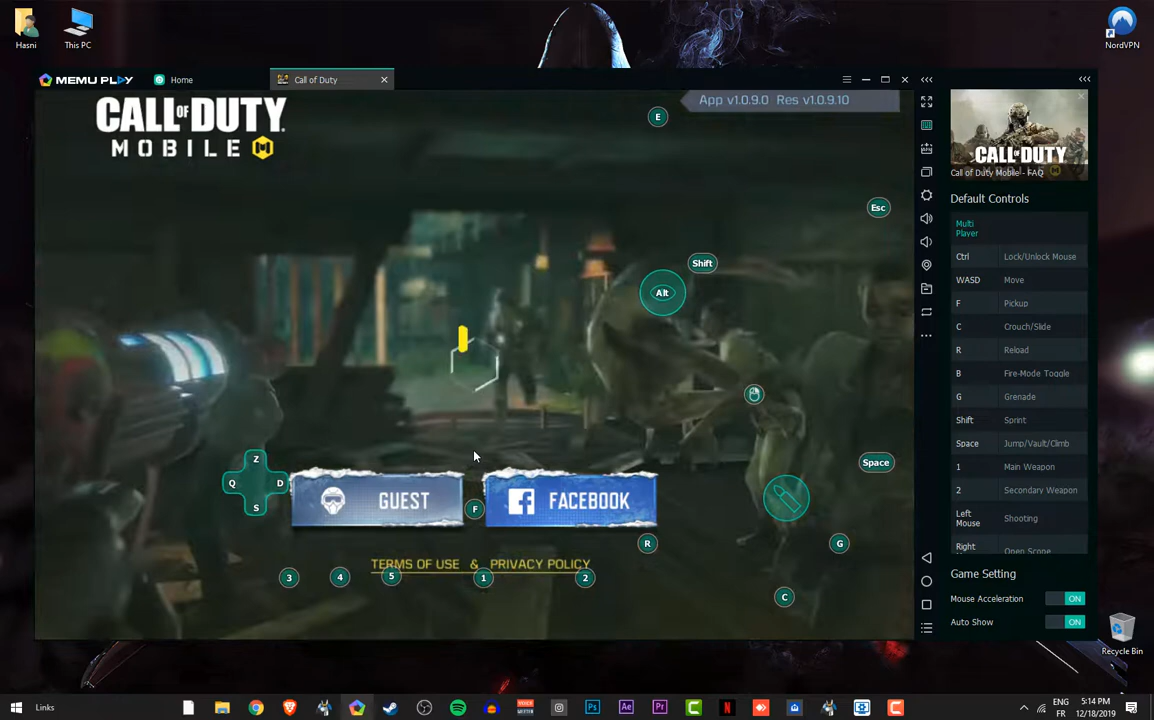 Hasni
This PC
NordVPN
MEMU PLAY
Home
Call of Duty
CALL OF DUTY
MOBILE
App v1.0.9.0 Res v1.0.9.10
E
Esc
Shift
Alt
Space
Z
Q
D
S
GUEST
F
FACEBOOK
R
G
TERMS OF USE & PRIVACY POLICY
3
4
5
1
2
C
CALL OF DUTY
MOBILE
Call of Duty Mobile - FAQ
Default Controls
Multi
Player
Ctrl Lock/Unlock Mouse
WASD Move
F Pickup
C Crouch/Slide
R Reload
B Fire-Mode Toggle
G Grenade
Shift Sprint
Space Jump/Vault/Climb
1 Main Weapon
2 Secondary Weapon
Left
Mouse Shooting
Right Open Scope
Game Setting
Mouse Acceleration ON
Auto Show ON
Recycle Bin
Links
Ps
Ae
Pr
ENG
FR
5:14 PM
12/18/2019